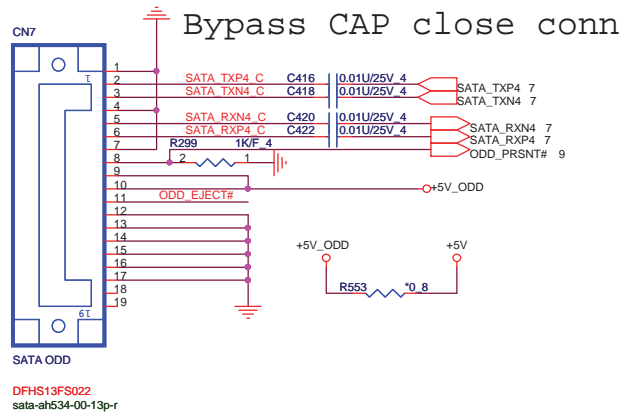 Bypass CAP close conn
CN7
1
1
2 SATA_TXP4_C C416 0.01U/25V_4 SATA_TXP4 7
3 SATA_TXN4_C C418 0.01U/25V_4 SATA_TXN4 7
4
5 SATA_RXN4_C C420 0.01U/25V_4 SATA_RXN4 7
6 SATA_RXP4_C C422 0.01U/25V_4 SATA_RXP4 7
7 R299 1K/F_4 ODD_PRSNT# 9
8 2 1
9
10 +5V_ODD
11 ODD_EJECT#
12
13
14
15
16
17
18
19
19
+5V_ODD +5V
R553 *0_8
SATA ODD
DFHS13FS022
sata-ah534-00-13p-r